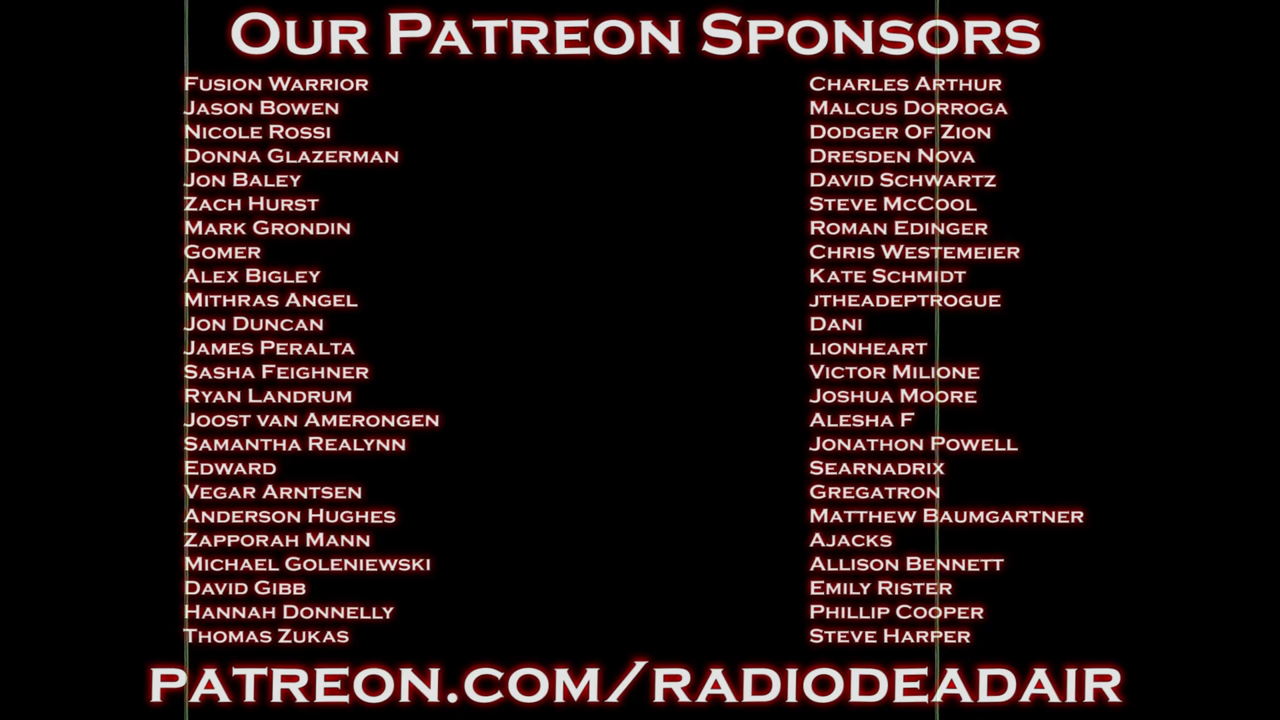 Our Patreon Sponsors
Fusion Warrior
Jason Bowen
Nicole Rossi
Donna Glazerman
Jon Baley
Zach Hurst
Mark Grondin
Gomer
Alex Bigley
Mithras Angel
Jon Duncan
James Peralta
Sasha Feighner
Ryan Landrum
Joost van Amerongen
Samantha Realynn
Edward
Vegar Arntsen
Anderson Hughes
Zapporah Mann
Michael Goleniewski
David Gibb
Hannah Donnelly
Thomas Zukas
Charles Arthur
Malcus Dorroga
Dodger Of Zion
Dresden Nova
David Schwartz
Steve McCool
Roman Edinger
Chris Westemeier
Kate Schmidt
jtheadeptrogue
Dani
lionheart
Victor Milione
Joshua Moore
Alesha F
Jonathon Powell
Searnadrix
Gregatron
Matthew Baumgartner
Ajacks
Allison Bennett
Emily Rister
Phillip Cooper
Steve Harper
patreon.com/radiodeadair